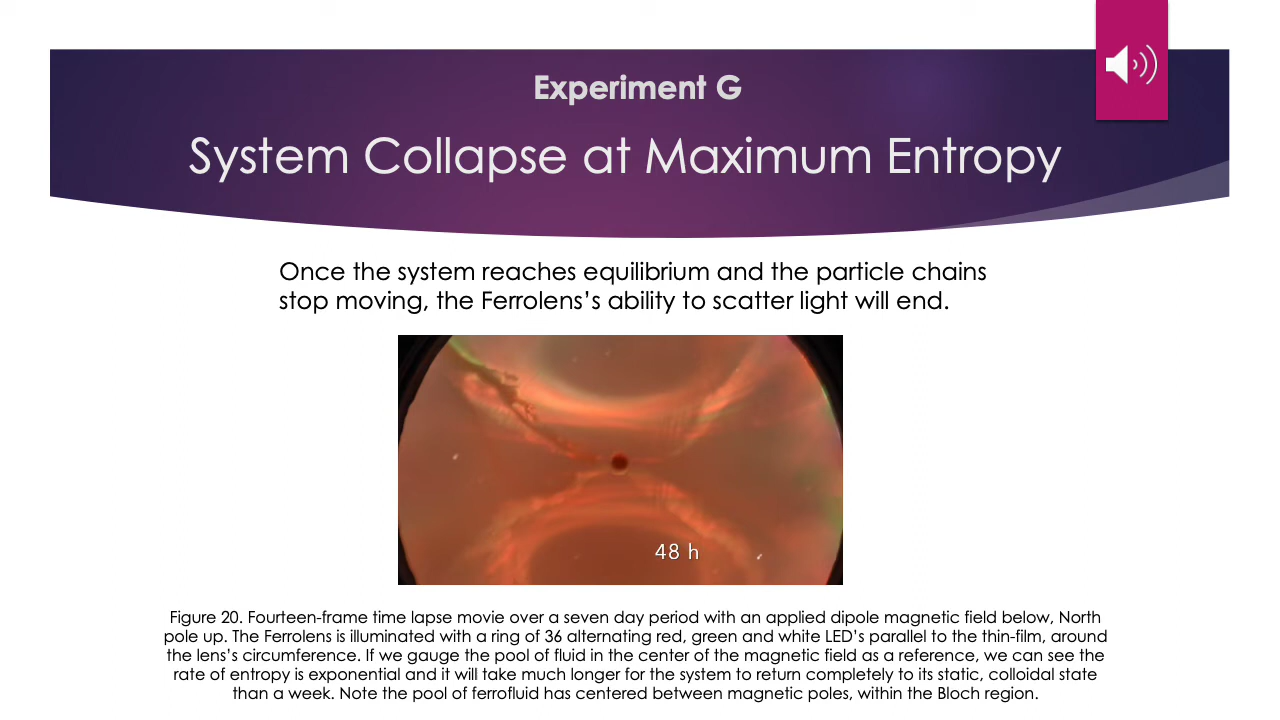 Experiment G
System Collapse at Maximum Entropy
Once the system reaches equilibrium and the particle chains
stop moving, the Ferrolens’s ability to scatter light will end.
48 h
Figure 20. Fourteen-frame time lapse movie over a seven day period with an applied dipole magnetic field below, North
pole up. The Ferrolens is illuminated with a ring of 36 alternating red, green and white LED’s parallel to the thin-film, around
the lens’s circumference. If we gauge the pool of fluid in the center of the magnetic field as a reference, we can see the
rate of entropy is exponential and it will take much longer for the system to return completely to its static, colloidal state
than a week. Note the pool of ferrofluid has centered between magnetic poles, within the Bloch region.